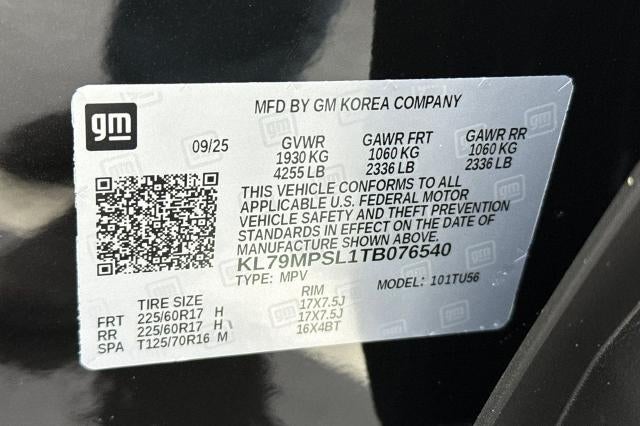 gm
MFD BY GM KOREA COMPANY
09/25 GVWR GAWR FRT GAWR RR
1930 KG 1060 KG 1060 KG
4255 LB 2336 LB 2336 LB
THIS VEHICLE CONFORMS TO ALL
APPLICABLE U.S. FEDERAL MOTOR
VEHICLE SAFETY AND THEFT PREVENTION
STANDARDS IN EFFECT ON THE DATE OF
MANUFACTURE SHOWN ABOVE.
KL79MPSL1TB076540
TYPE: MPV MODEL: 101TU56
TIRE SIZE RIM
FRT 225/60R17 H 17X7.5J
RR 225/60R17 H 17X7.5J
SPA T125/70R16 M 16X4BT